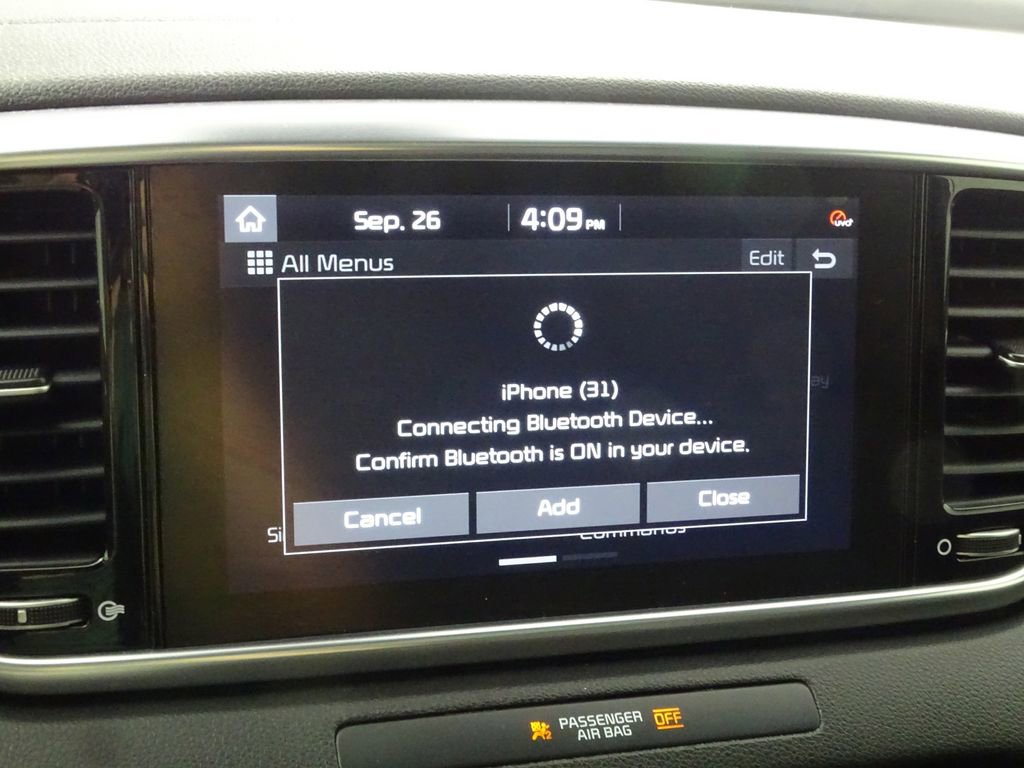 Sep. 26 4:09 PM UVO
All Menus Edit
iPhone (31)
Connecting Bluetooth Device...
Confirm Bluetooth is ON in your device.
Cancel Add Close
PASSENGER OFF
AIR BAG